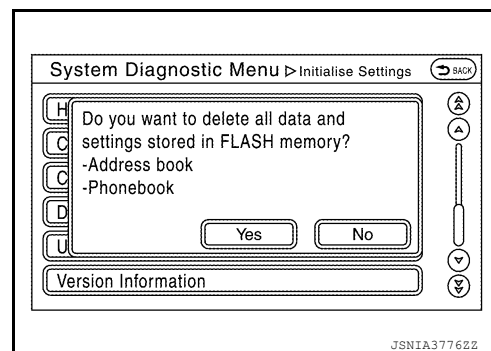 System Diagnostic Menu ▷ Initialise Settings
BACK
H
Do you want to delete all data and
C
settings stored in FLASH memory?
C
-Address book
-Phonebook
D
U
Yes No
Version Information
JSNIA3776ZZ